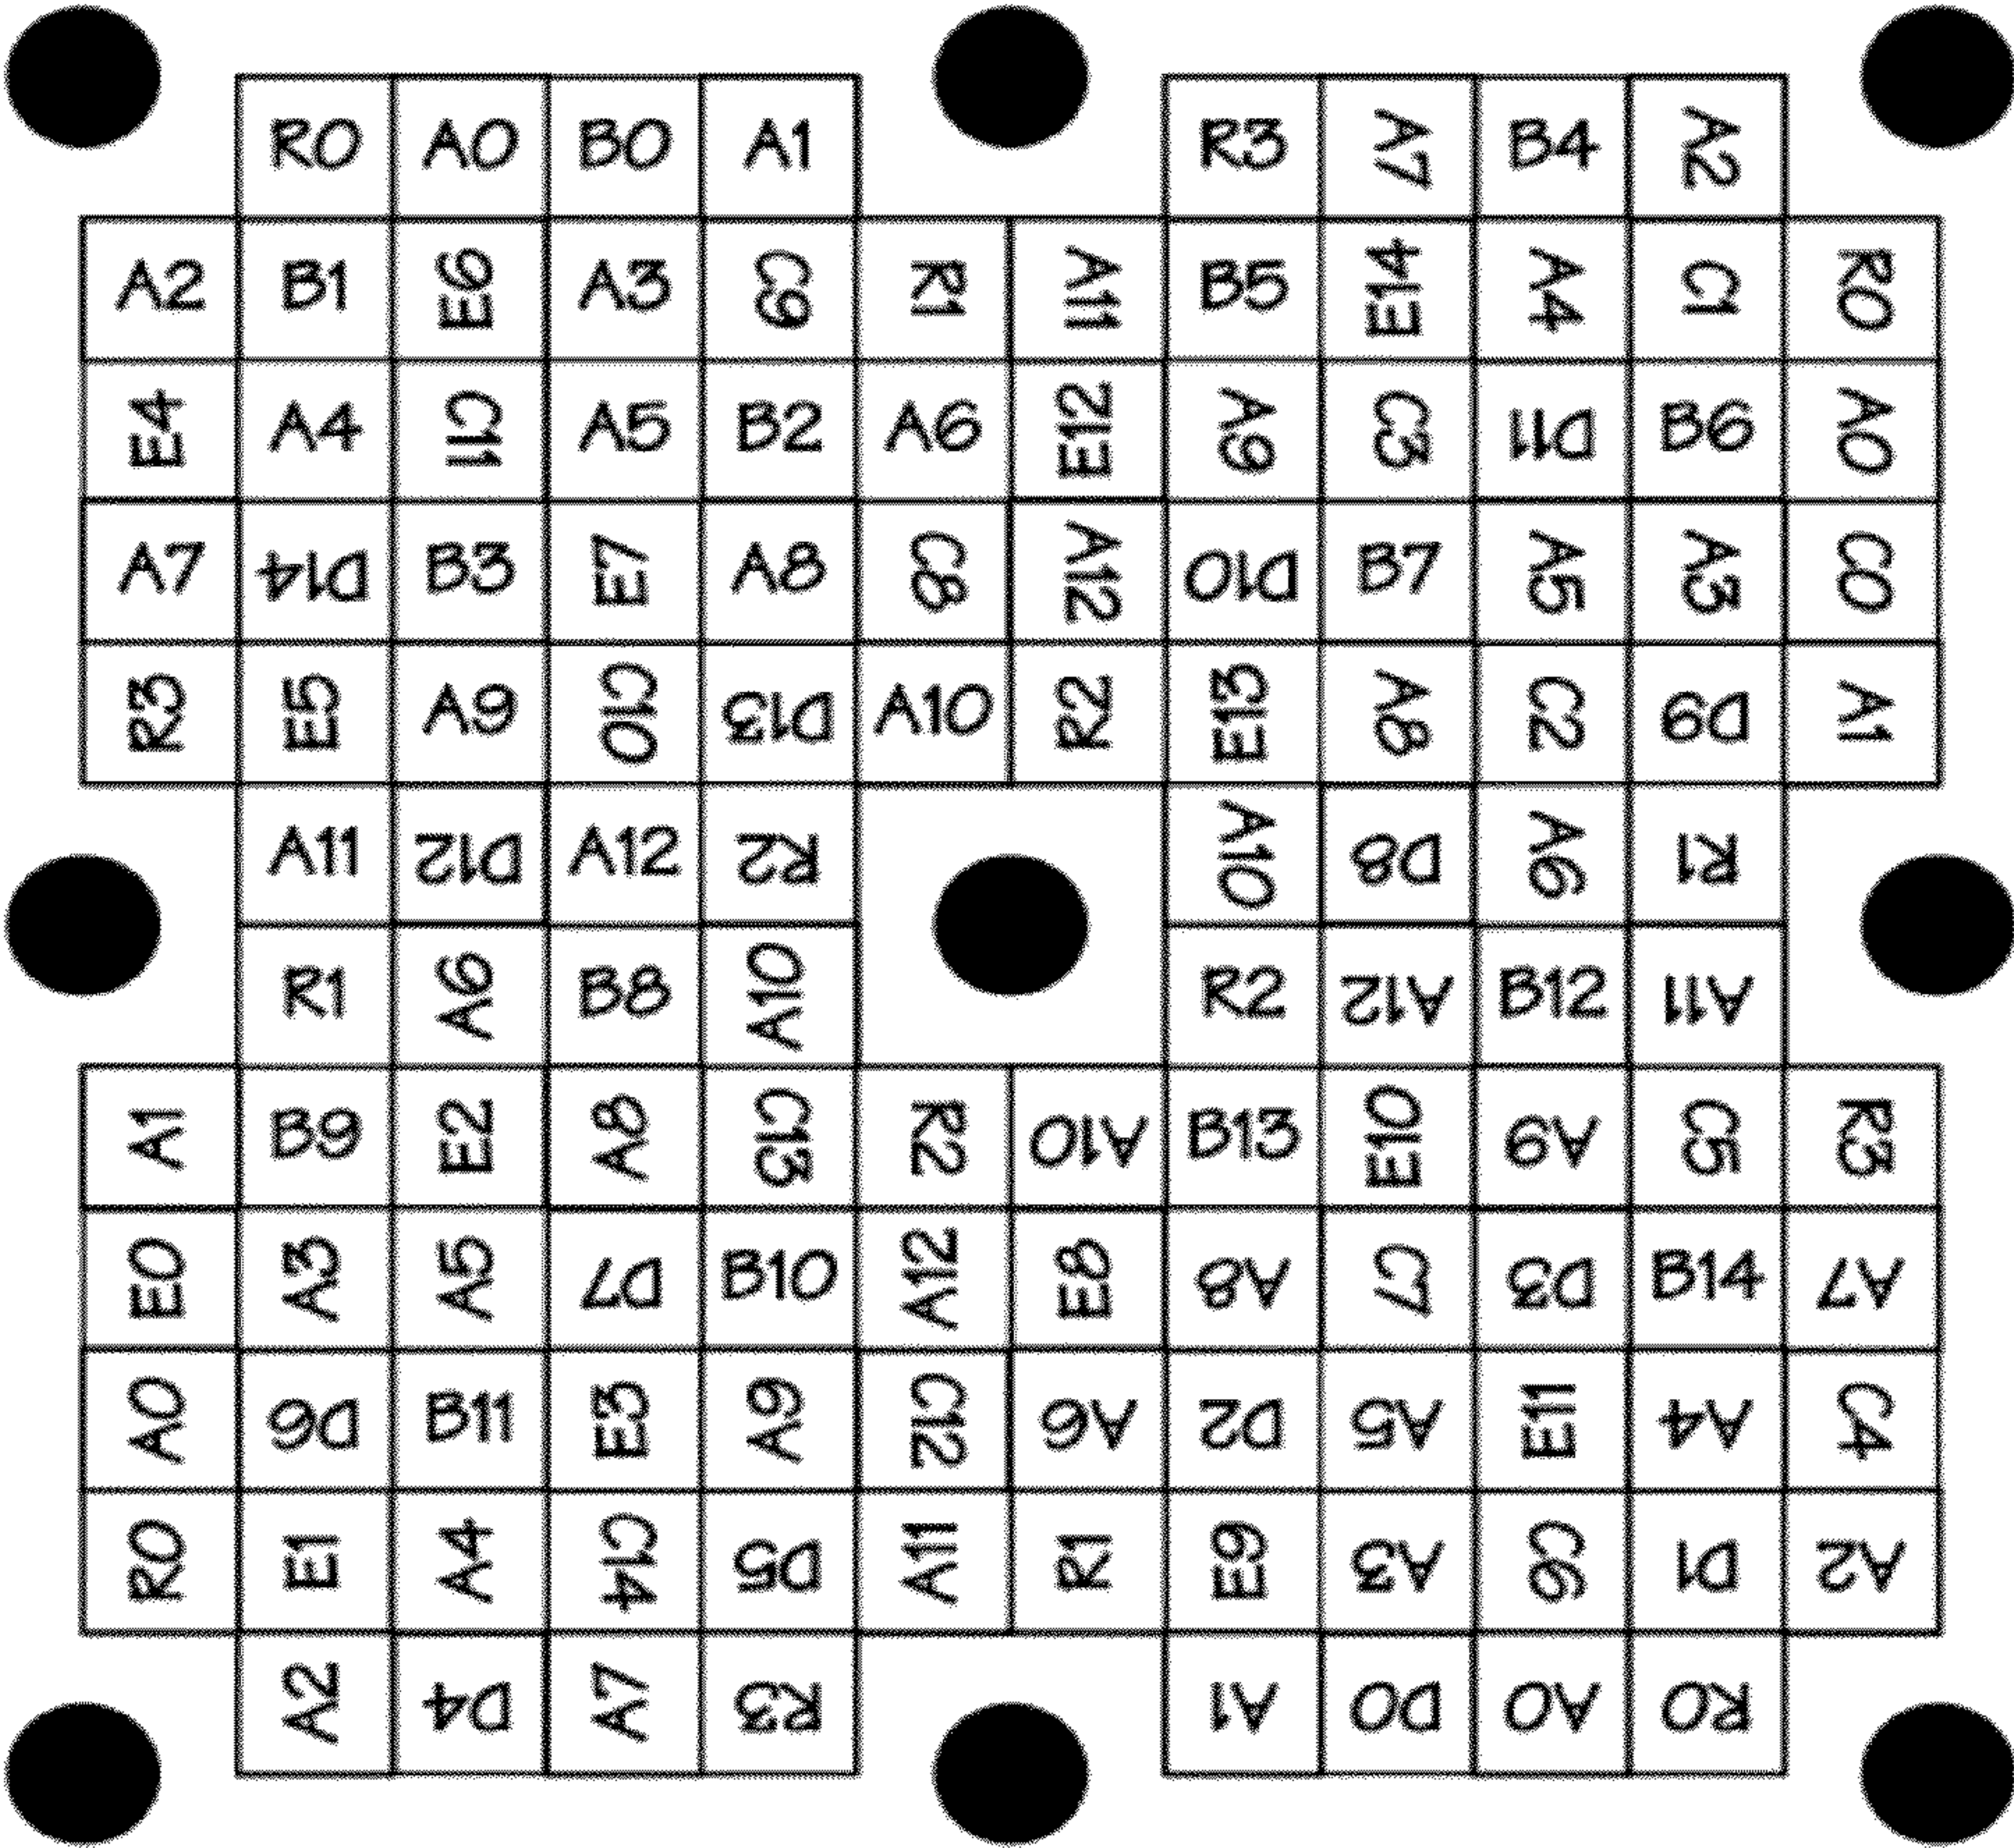 R0 A0 B0 A1 R3 A7 B4 A2
A2 B1 E6 A3 C9 R1 A11 B5 E14 A4 C1 R0
E4 A4 C11 A5 B2 A6 E12 A9 C3 D11 B6 A0
A7 D14 B3 E7 A8 C8 A12 D10 B7 A5 A3 C0
R3 E5 A9 C10 D13 A10 R2 E13 A8 C2 D9 A1
A11 D12 A12 R2 A10 D8 A6 R1
R1 A6 B8 A10 R2 A12 B12 A11
A1 B9 E2 A8 C13 R2 A10 B13 E10 A9 C5 R3
E0 A3 A5 D7 B10 A12 E8 A8 C7 D3 B14 A7
A0 D6 B11 E3 A9 C12 A6 D2 A5 E11 A4 C4
R0 E1 A4 C14 D5 A11 R1 E9 A3 C6 D1 A2
A2 D4 A7 R3 A1 D0 A0 R0